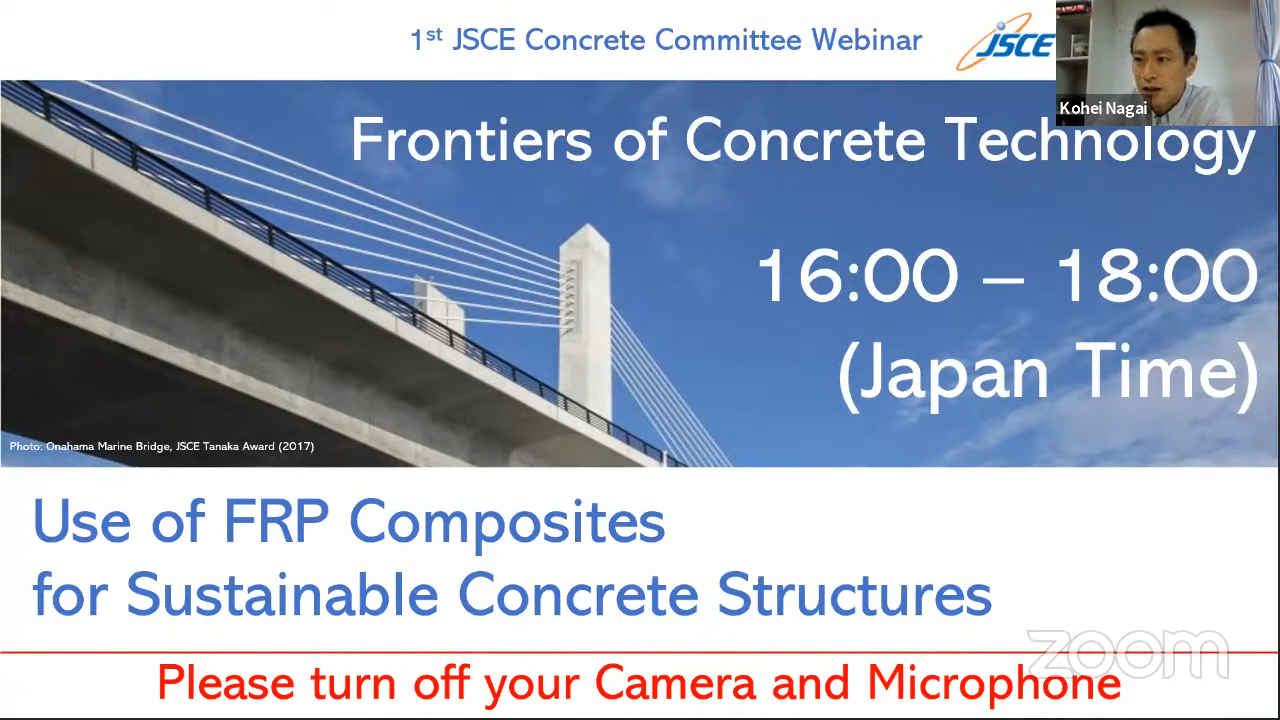 1st JSCE Concrete Committee Webinar
JSCE
Kohei Nagai
Frontiers of Concrete Technology
16:00 – 18:00
(Japan Time)
Photo: Onahama Marine Bridge, JSCE Tanaka Award (2017)
Use of FRP Composites
for Sustainable Concrete Structures
zoom
Please turn off your Camera and Microphone